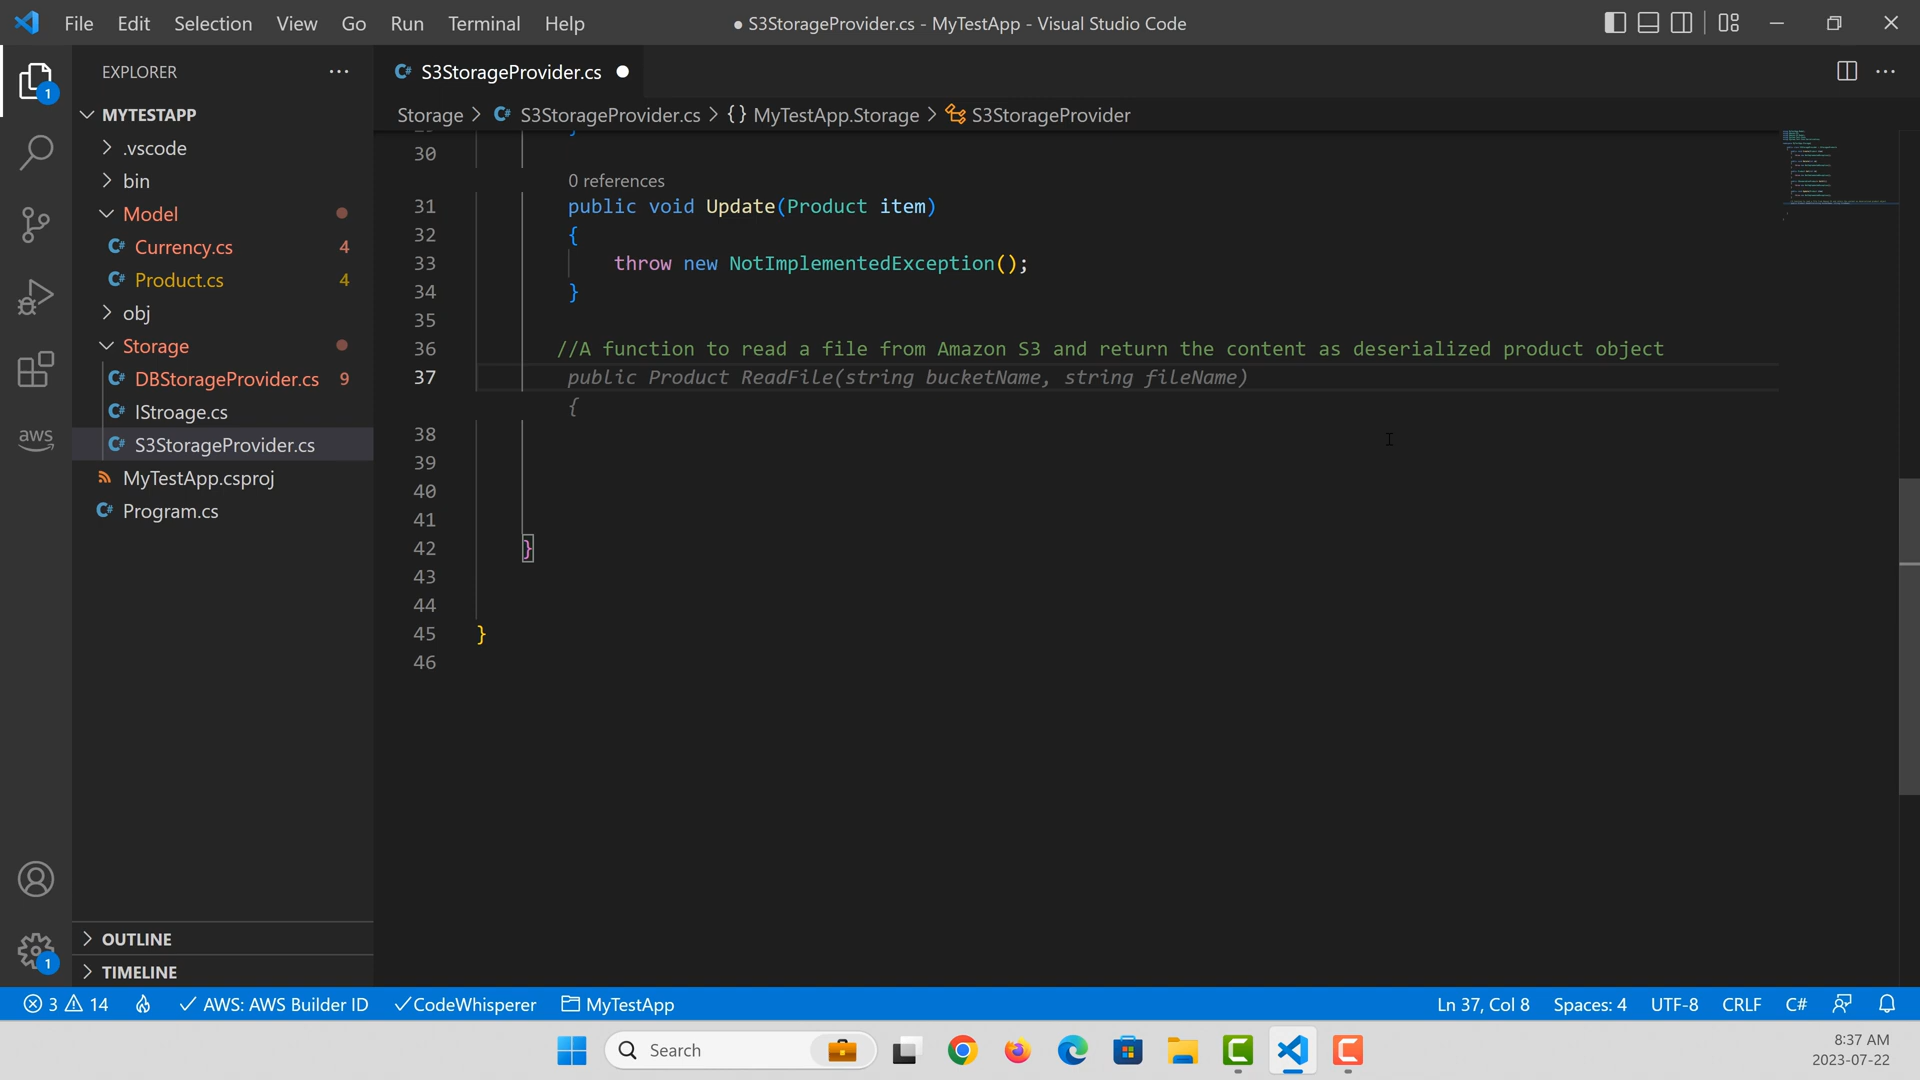 File Edit Selection View Go Run Terminal Help
● S3StorageProvider.cs - MyTestApp - Visual Studio Code
EXPLORER
MYTESTAPP
.vscode
bin
Model
Currency.cs 4
Product.cs 4
obj
Storage
DBStorageProvider.cs 9
IStroage.cs
S3StorageProvider.cs
MyTestApp.csproj
Program.cs
OUTLINE
TIMELINE
1
aws
1
S3StorageProvider.cs
Storage > S3StorageProvider.cs > {} MyTestApp.Storage > S3StorageProvider
30
0 references
31 public void Update(Product item)
32 {
33 throw new NotImplementedException();
34 }
35
36 //A function to read a file from Amazon S3 and return the content as deserialized product object
37 public Product ReadFile(string bucketName, string fileName)
{
38
39
40
41
42 }
43
44
45 }
46
3 14 AWS: AWS Builder ID CodeWhisperer MyTestApp Ln 37, Col 8 Spaces: 4 UTF-8 CRLF C#
Search
8:37 AM
2023-07-22